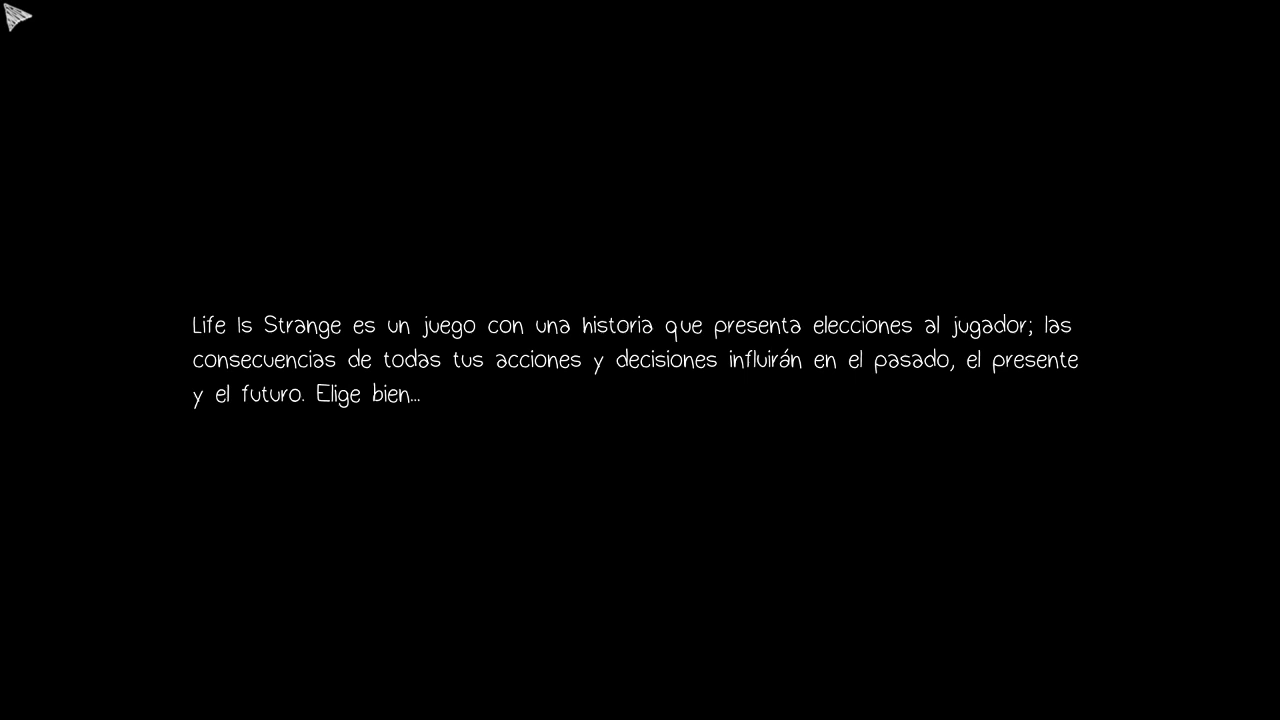 Life Is Strange es un juego con una historia que presenta elecciones al jugador; las
consecuencias de todas tus acciones y decisiones influirán en el pasado, el presente
y el futuro. Elige bien...